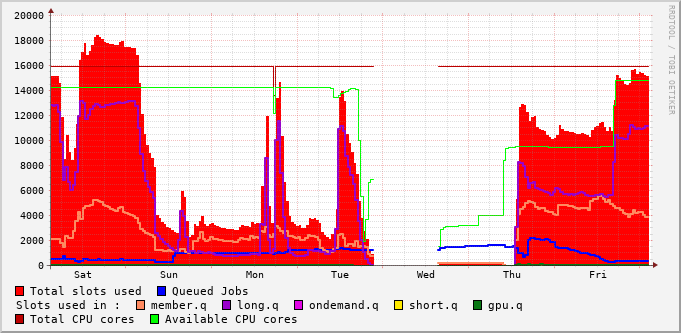 20000
18000
16000
14000
12000
10000
8000
6000
4000
2000
0
Sat Sun Mon Tue Wed Thu Fri
RRDTOOL / TOBI OETIKER
Total slots used Queued Jobs
Slots used in : member.q long.q ondemand.q short.q gpu.q
Total CPU cores Available CPU cores